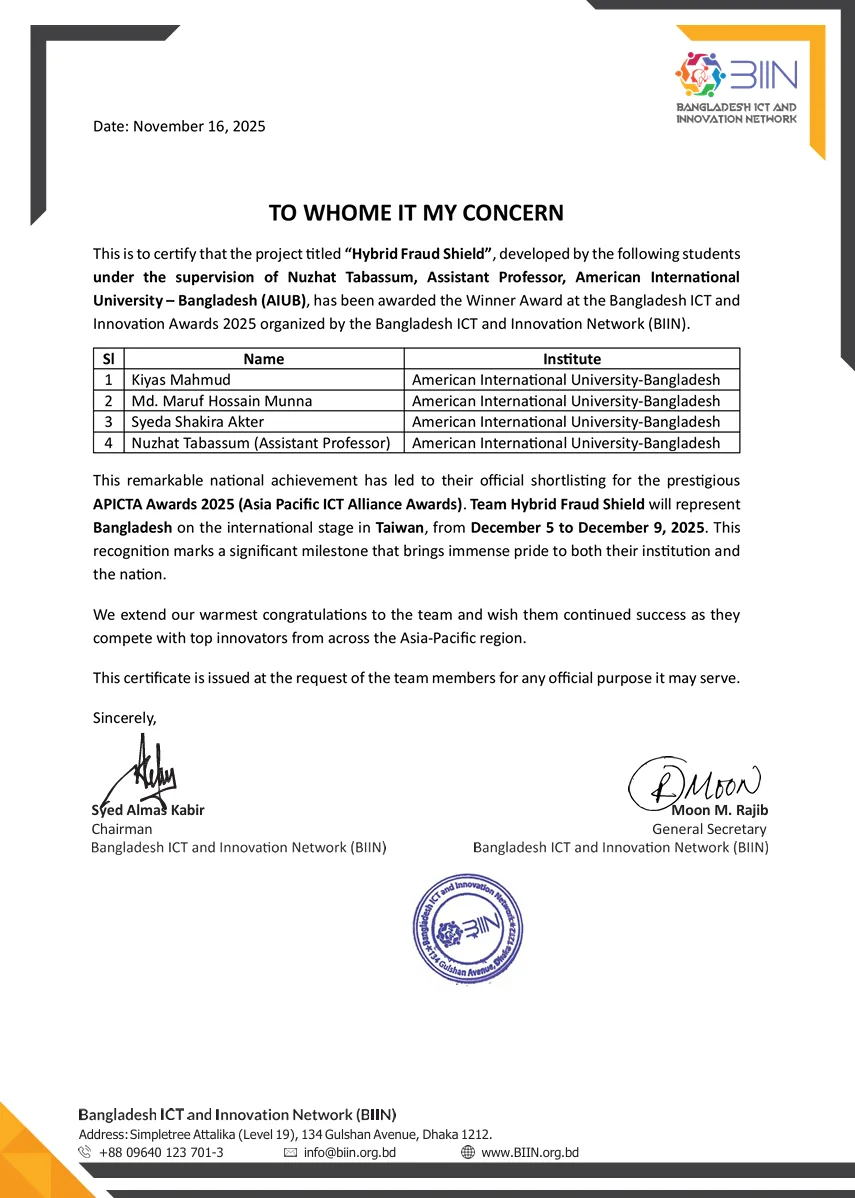 BIIN
BANGLADESH ICT AND
INNOVATION NETWORK
Date: November 16, 2025
TO WHOME IT MY CONCERN
This is to certify that the project titled “Hybrid Fraud Shield”, developed by the following students
under the supervision of Nuzhat Tabassum, Assistant Professor, American International
University – Bangladesh (AIUB), has been awarded the Winner Award at the Bangladesh ICT and
Innovation Awards 2025 organized by the Bangladesh ICT and Innovation Network (BIIN).
Sl Name Institute
1 Kiyas Mahmud American International University-Bangladesh
2 Md. Maruf Hossain Munna American International University-Bangladesh
3 Syeda Shakira Akter American International University-Bangladesh
4 Nuzhat Tabassum (Assistant Professor) American International University-Bangladesh
This remarkable national achievement has led to their official shortlisting for the prestigious
APICTA Awards 2025 (Asia Pacific ICT Alliance Awards). Team Hybrid Fraud Shield will represent
Bangladesh on the international stage in Taiwan, from December 5 to December 9, 2025. This
recognition marks a significant milestone that brings immense pride to both their institution and
the nation.
We extend our warmest congratulations to the team and wish them continued success as they
compete with top innovators from across the Asia-Pacific region.
This certificate is issued at the request of the team members for any official purpose it may serve.
Sincerely,
R MOON
Syed Almas Kabir Moon M. Rajib
Chairman General Secretary
Bangladesh ICT and Innovation Network (BIIN) Bangladesh ICT and Innovation Network (BIIN)
Bangladesh ICT and Innovation Network
BIIN
134 Gulshan Avenue, Dhaka 1212
Bangladesh ICT and Innovation Network (BIIN)
Address: Simpletree Attalika (Level 19), 134 Gulshan Avenue, Dhaka 1212.
+88 09640 123 701-3 info@biin.org.bd www.BIIN.org.bd